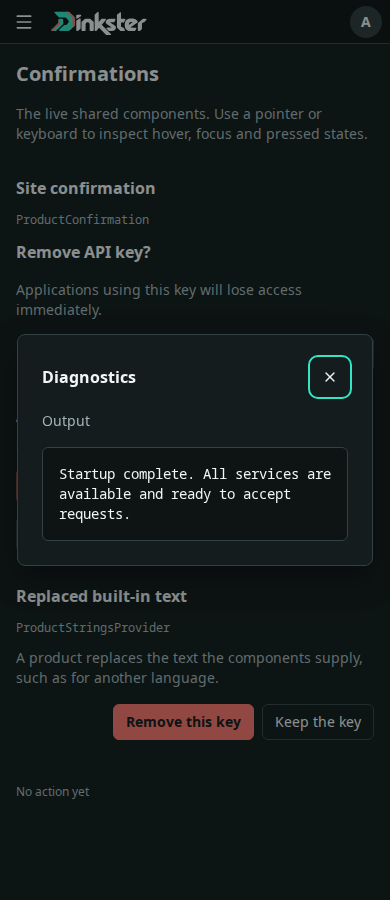 Dinkster
A
Confirmations
The live shared components. Use a pointer or
keyboard to inspect hover, focus and pressed states.
Site confirmation
ProductConfirmation
Remove API key?
Applications using this key will lose access
immediately.
Diagnostics
Output
Startup complete. All services are
available and ready to accept
requests.
Replaced built-in text
ProductStringsProvider
A product replaces the text the components supply,
such as for another language.
Remove this key
Keep the key
No action yet